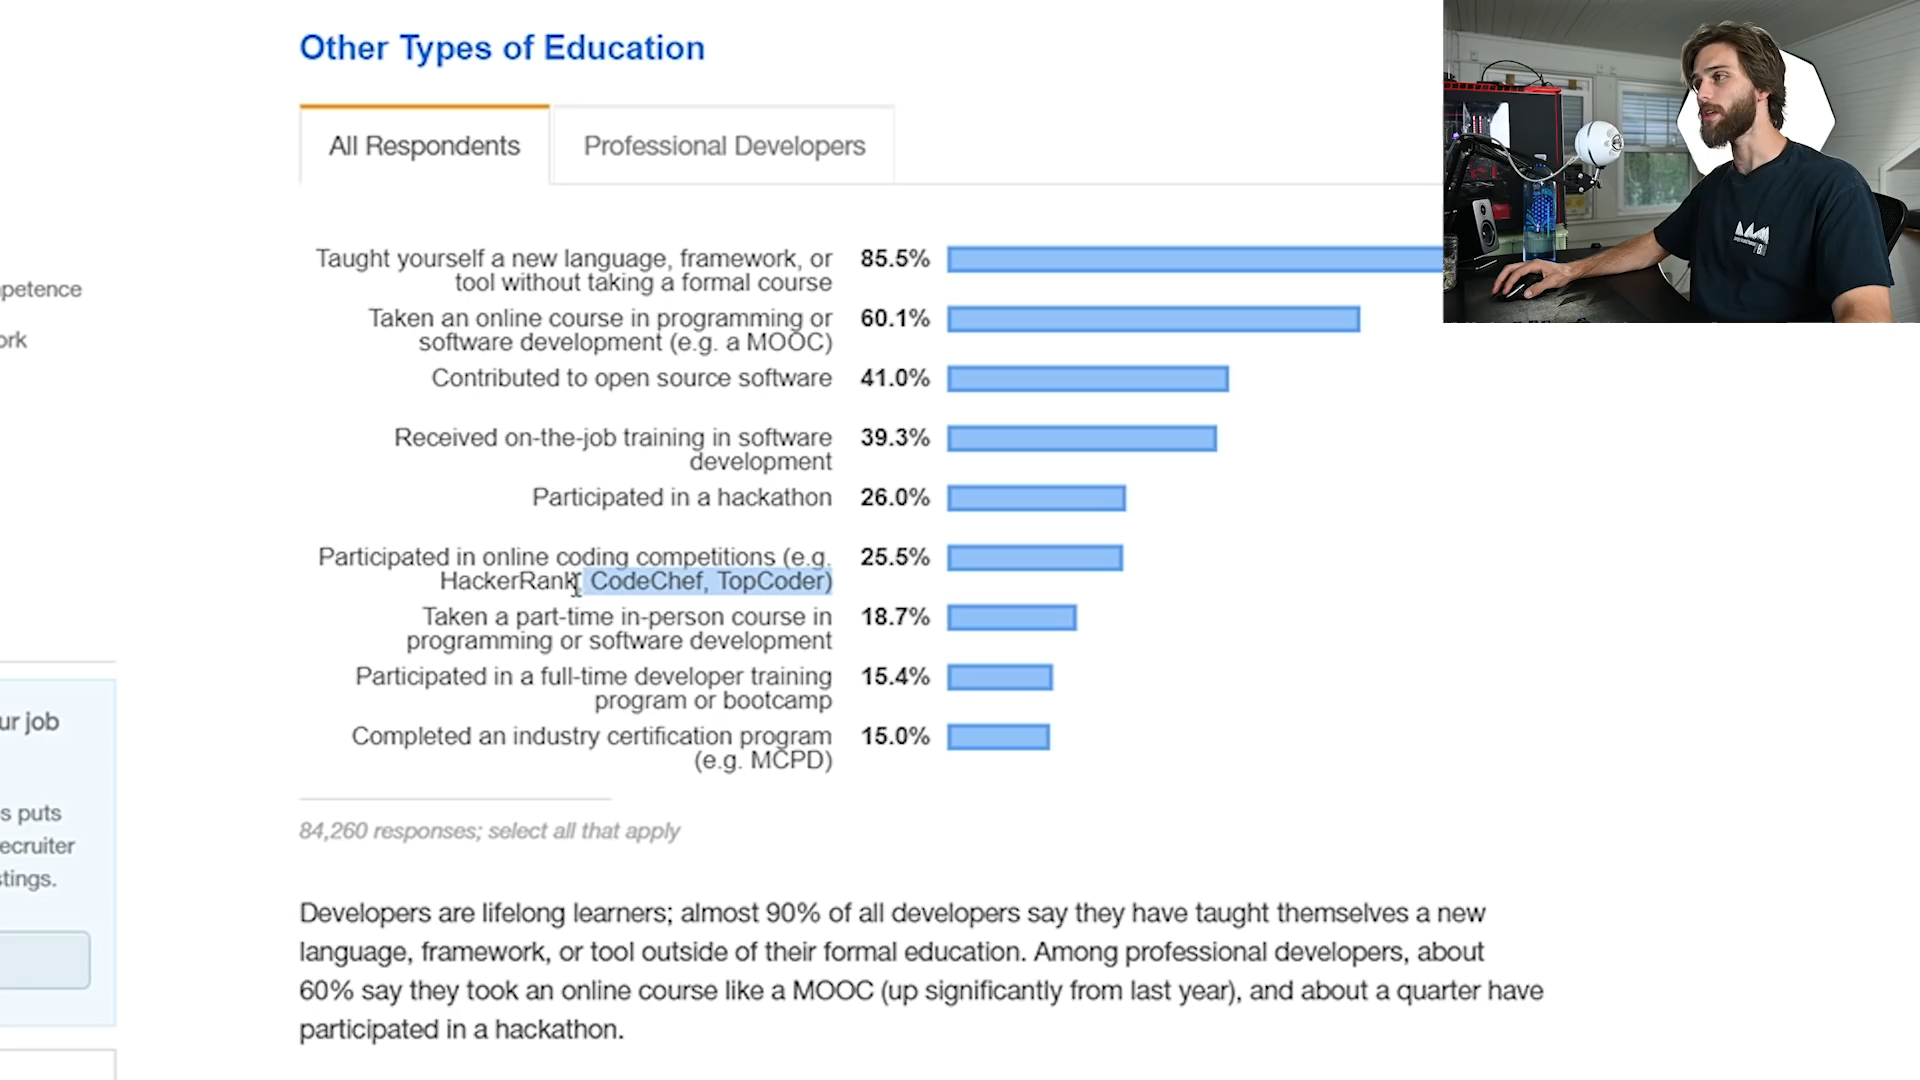 Other Types of Education
All Respondents
Professional Developers
Taught yourself a new language, framework, or
tool without taking a formal course
85.5%
Taken an online course in programming or
software development (e.g. a MOOC)
60.1%
Contributed to open source software
41.0%
Received on-the-job training in software
development
39.3%
Participated in a hackathon
26.0%
Participated in online coding competitions (e.g.
HackerRank, CodeChef, TopCoder)
25.5%
Taken a part-time in-person course in
programming or software development
18.7%
Participated in a full-time developer training
program or bootcamp
15.4%
Completed an industry certification program
(e.g. MCPD)
15.0%
84,260 responses; select all that apply
Developers are lifelong learners; almost 90% of all developers say they have taught themselves a new
language, framework, or tool outside of their formal education. Among professional developers, about
60% say they took an online course like a MOOC (up significantly from last year), and about a quarter have
participated in a hackathon.
petence
ork
ur job
s puts
ecruiter
tings.